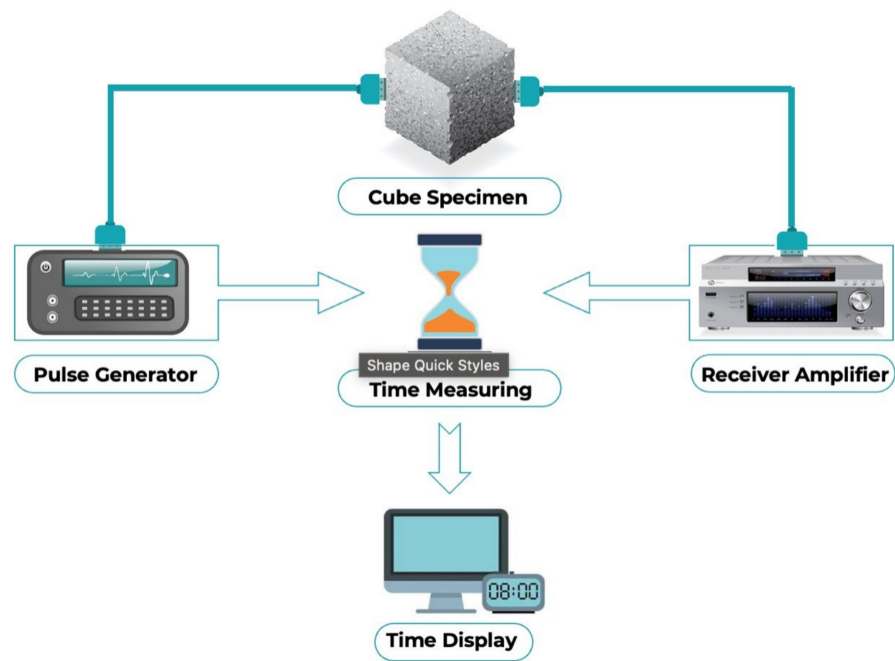 Cube Specimen
Pulse Generator
Shape Quick Styles
Time Measuring
Receiver Amplifier
08:00
Time Display